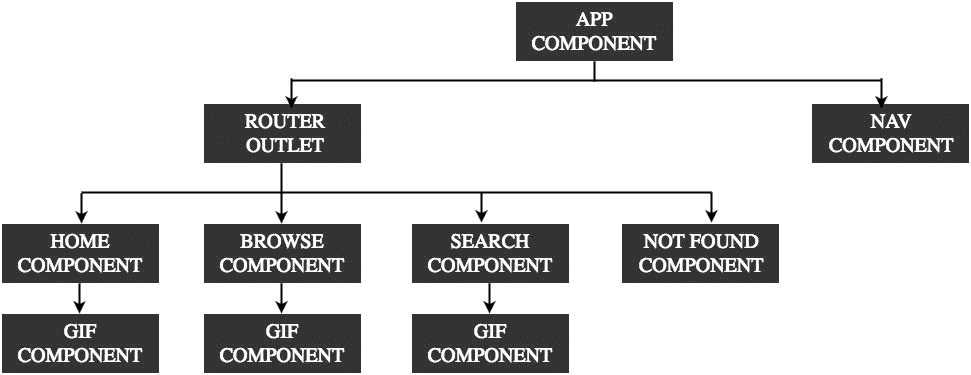 APP
COMPONENT
ROUTER
OUTLET
NAV
COMPONENT
HOME
COMPONENT
BROWSE
COMPONENT
SEARCH
COMPONENT
NOT FOUND
COMPONENT
GIF
COMPONENT
GIF
COMPONENT
GIF
COMPONENT